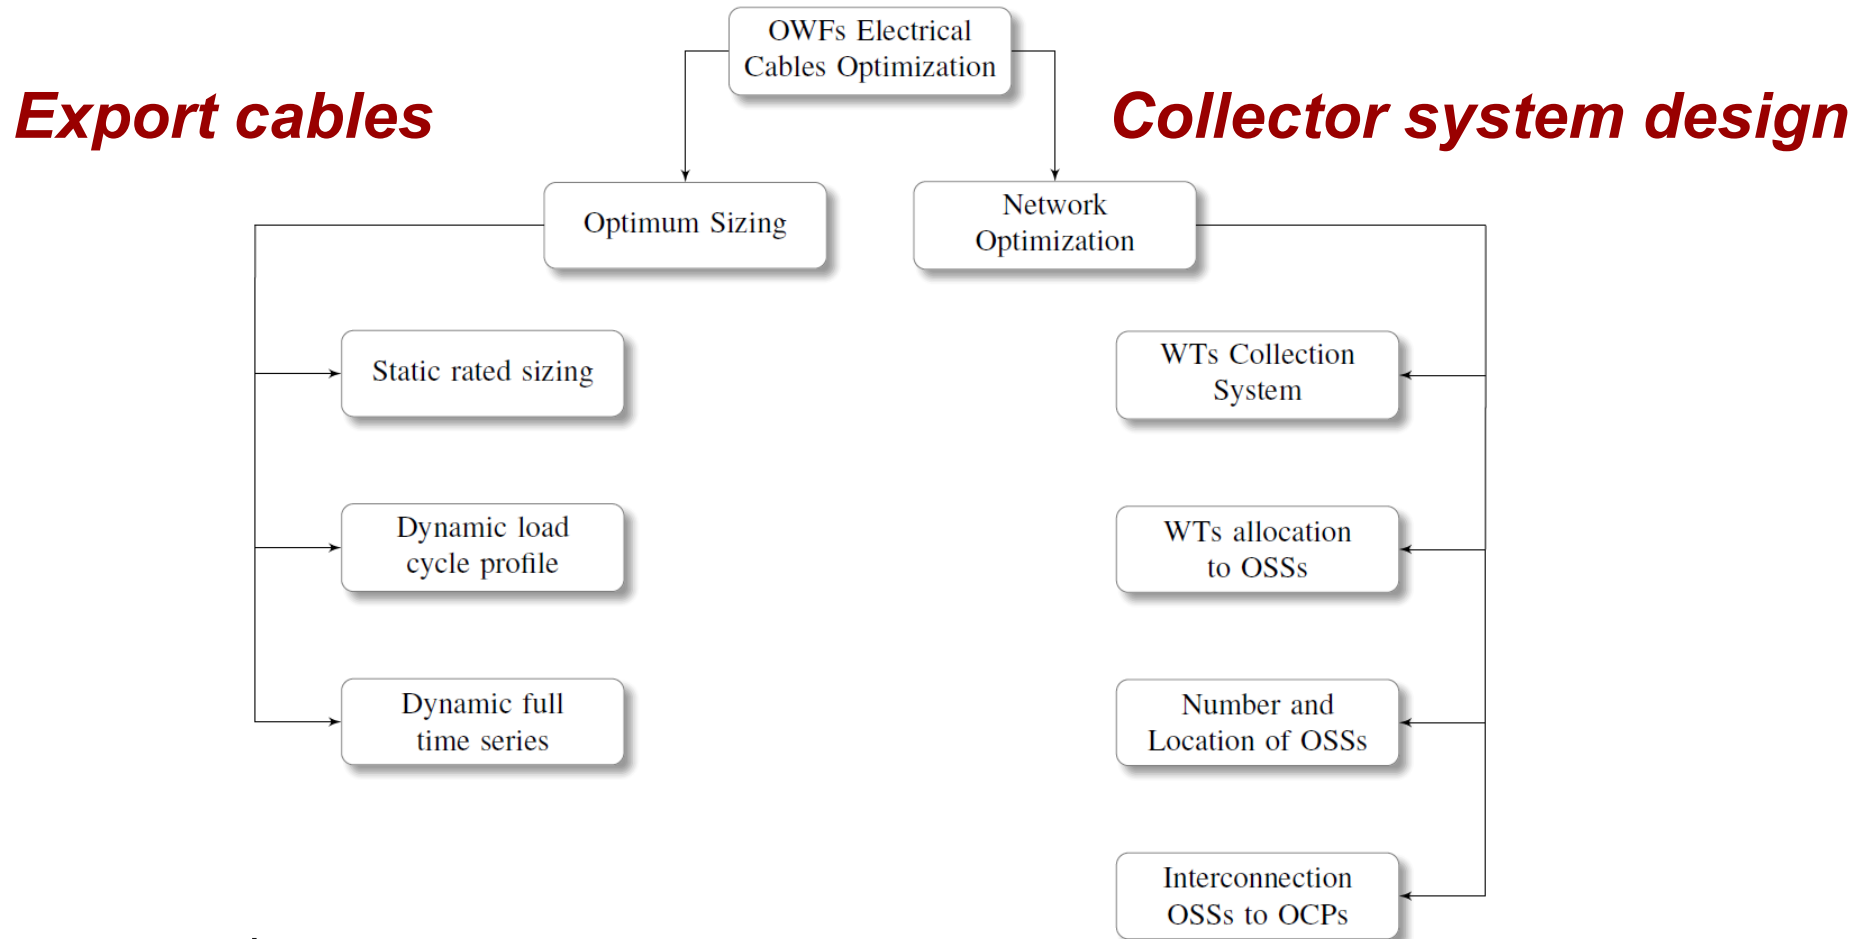 OWFs Electrical
Cables Optimization
Export cables
Collector system design
Optimum Sizing
Network
Optimization
Static rated sizing
Dynamic load
cycle profile
Dynamic full
time series
WTs Collection
System
WTs allocation
to OSSs
Number and
Location of OSSs
Interconnection
OSSs to OCPs